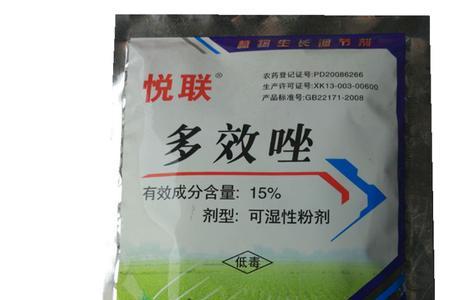 植物生长调节剂
悦联®
农药登记证号:PD20086266
生产许可证号:XK13-003-00600
产品标准号:GB22171-2008
多效唑
有效成分含量: 15%
剂型: 可湿性粉剂
低毒